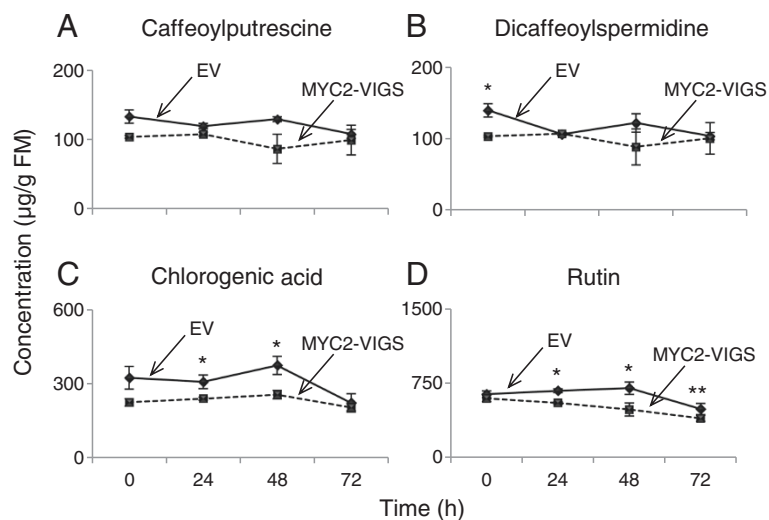 A Caffeoylputrescine
200
100
0
EV
MYC2-VIGS
B Dicaffeoylspermidine
200
100
0
*
EV
MYC2-VIGS
Concentration (µg/g FM)
C Chlorogenic acid
600
300
0
EV
*
*
MYC2-VIGS
0 24 48 72
D Rutin
1500
750
0
EV
*
*
**
MYC2-VIGS
0 24 48 72
Time (h)